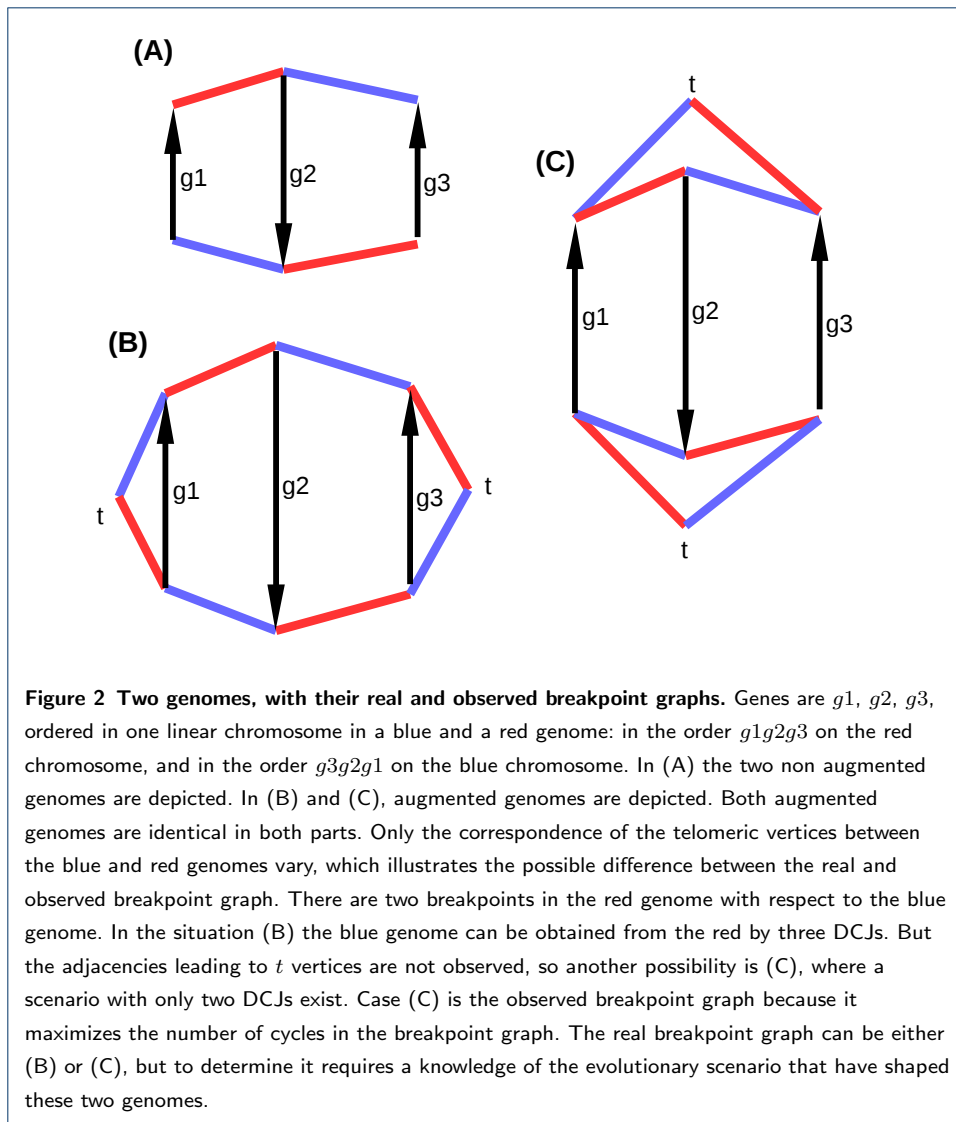 (A)
g1
g2
g3
(B)
t
g1
g2
g3
t
(C)
t
g1
g2
g3
t
Figure 2 Two genomes, with their real and observed breakpoint graphs. Genes are g1, g2, g3,
ordered in one linear chromosome in a blue and a red genome: in the order g1g2g3 on the red
chromosome, and in the order g3g2g1 on the blue chromosome. In (A) the two non augmented
genomes are depicted. In (B) and (C), augmented genomes are depicted. Both augmented
genomes are identical in both parts. Only the correspondence of the telomeric vertices between
the blue and red genomes vary, which illustrates the possible difference between the real and
observed breakpoint graph. There are two breakpoints in the red genome with respect to the blue
genome. In the situation (B) the blue genome can be obtained from the red by three DCJs. But
the adjacencies leading to t vertices are not observed, so another possibility is (C), where a
scenario with only two DCJs exist. Case (C) is the observed breakpoint graph because it
maximizes the number of cycles in the breakpoint graph. The real breakpoint graph can be either
(B) or (C), but to determine it requires a knowledge of the evolutionary scenario that have shaped
these two genomes.